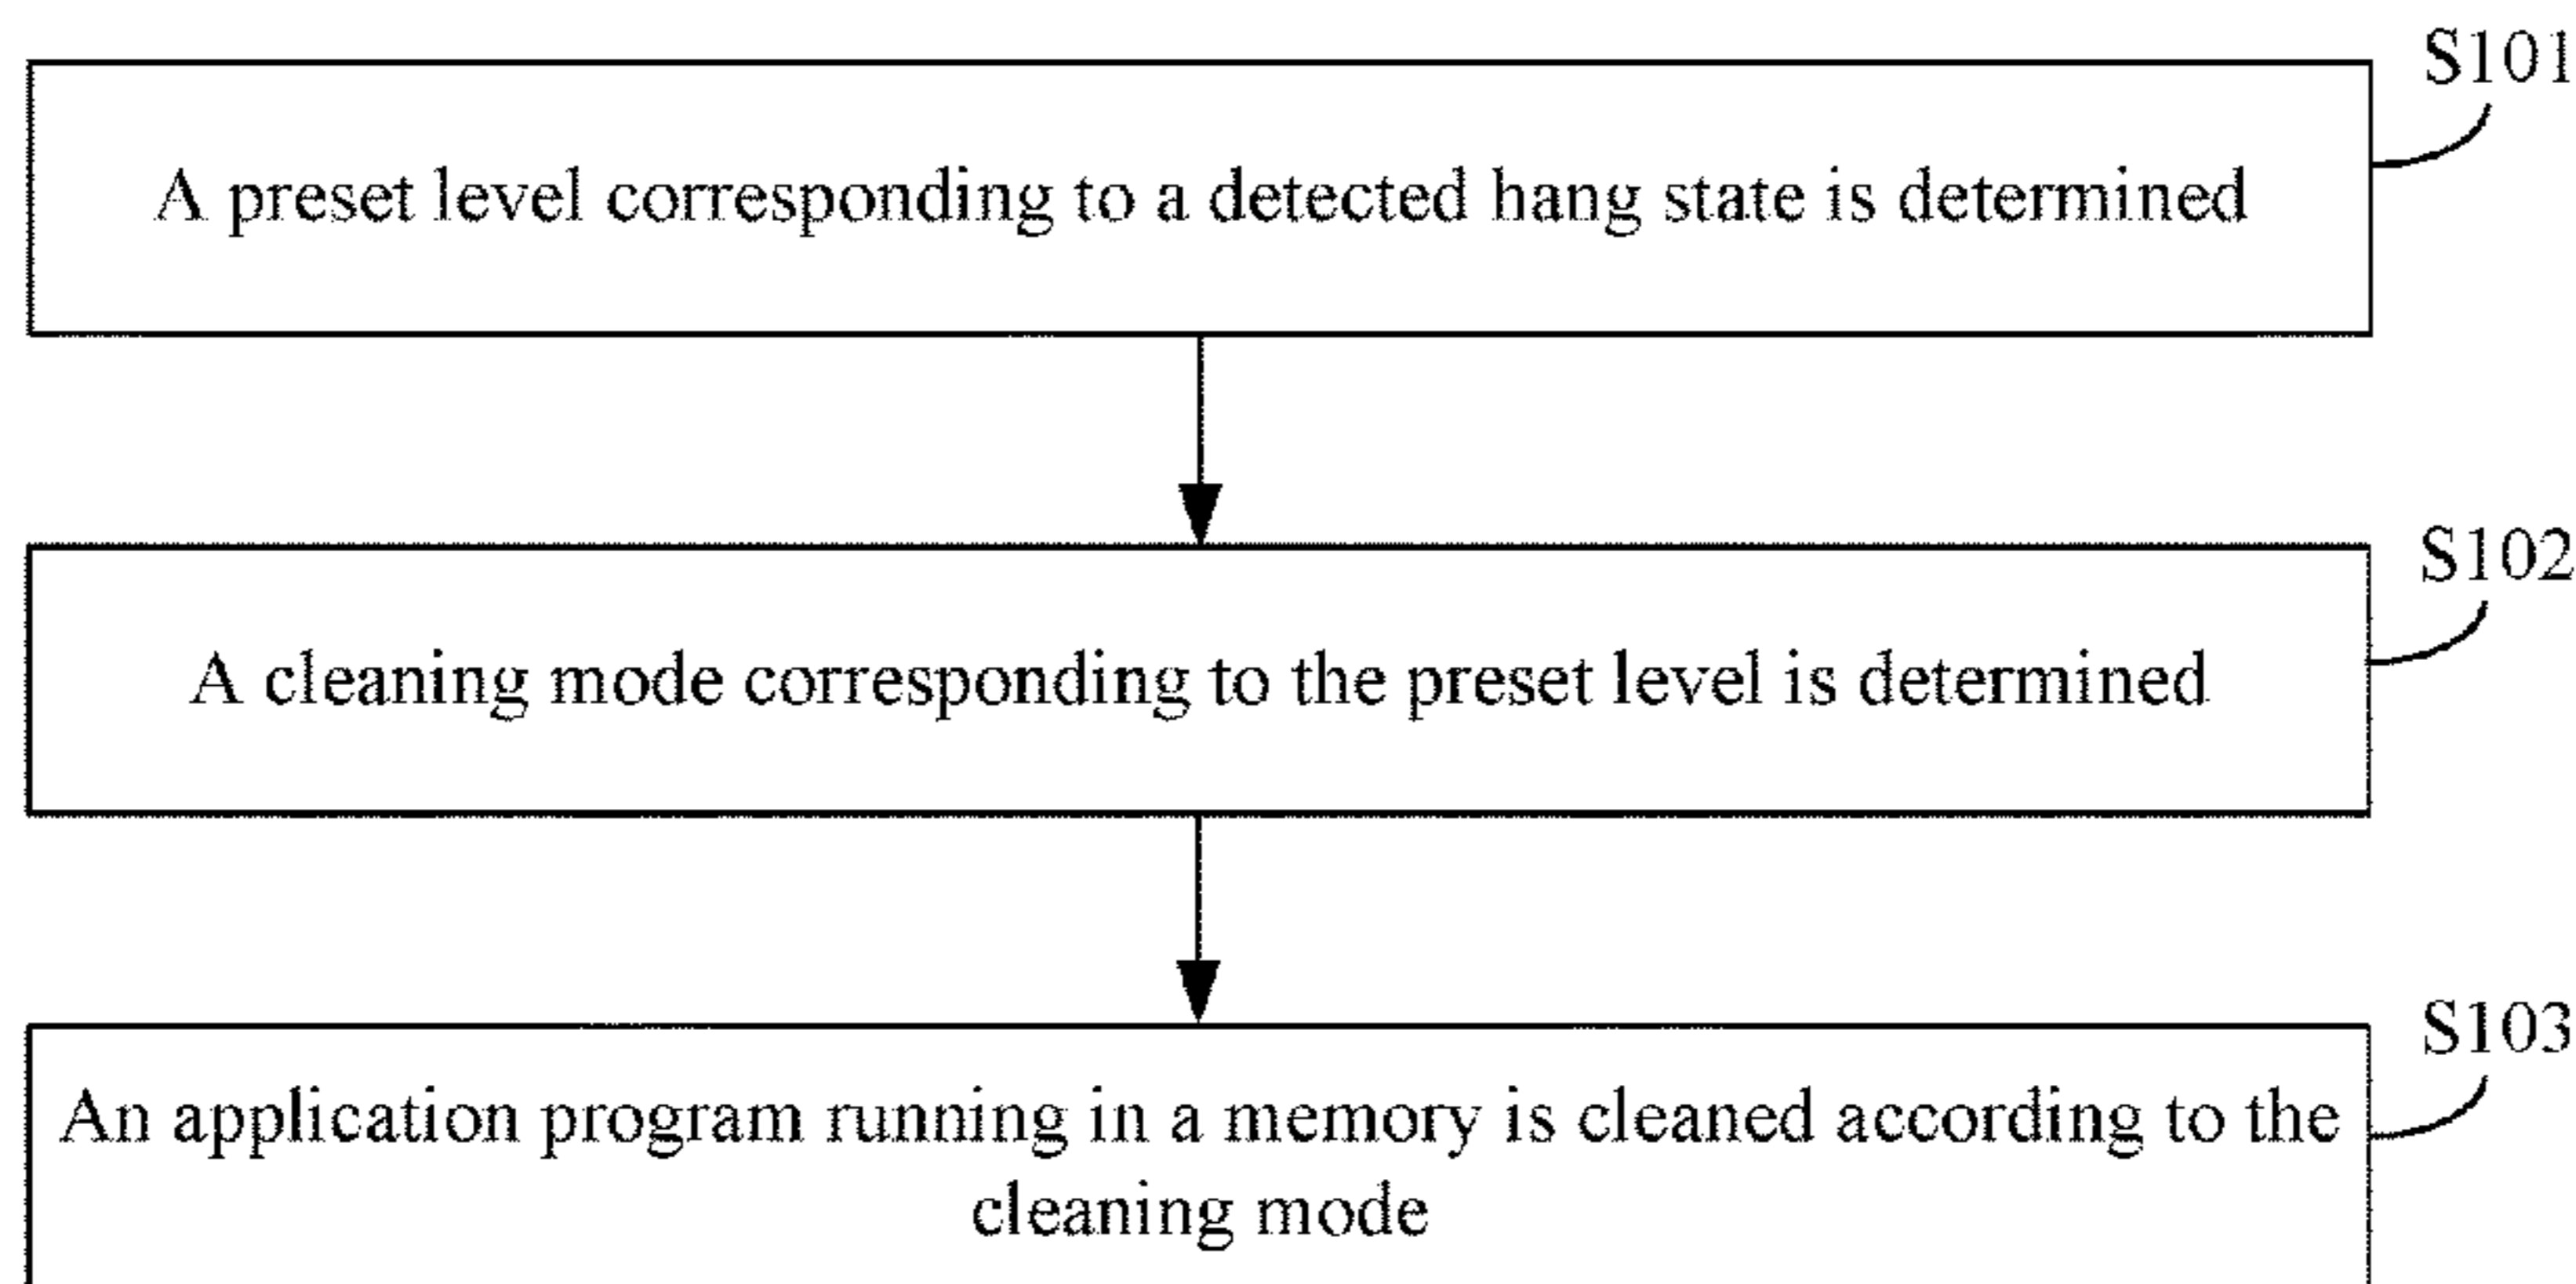 S101
A preset level corresponding to a detected hang state is determined
S102
A cleaning mode corresponding to the preset level is determined
S103
An application program running in a memory is cleaned according to the
cleaning mode